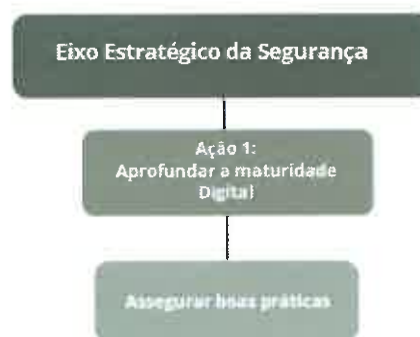 Eixo Estratégico da Segurança
Ação 1:
Aprofundar a maturidade
Digital
Assegurar boas práticas